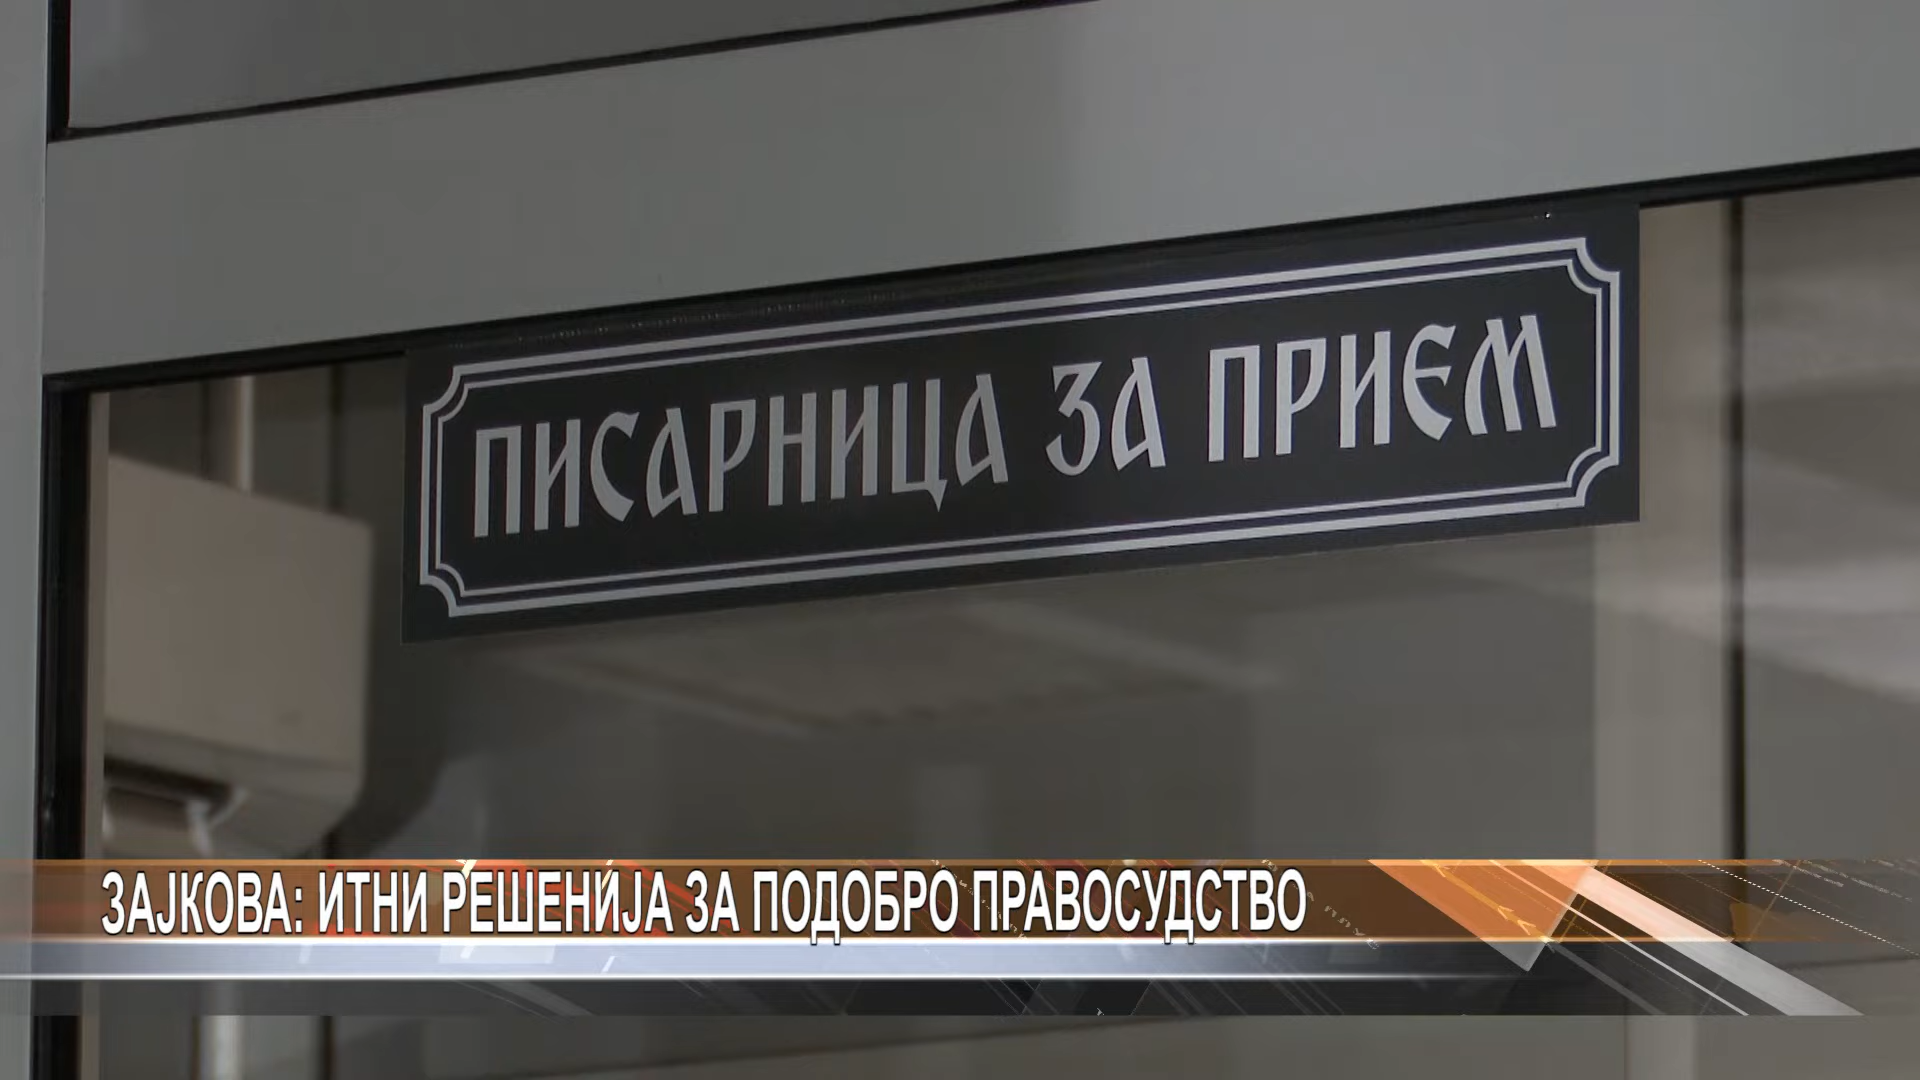 ПИСАРНИЦА ЗА ПРИЕМ
ЗАЈКОВА: ИТНИ РЕШЕНИЈА ЗА ПОДОБРО ПРАВОСУДСТВО